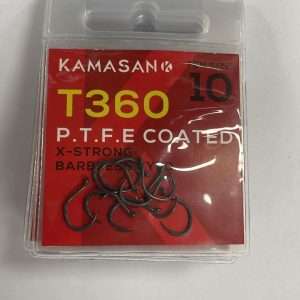 KAMASAN K
10
T360
P.T.F.E COATED
X-STRONG